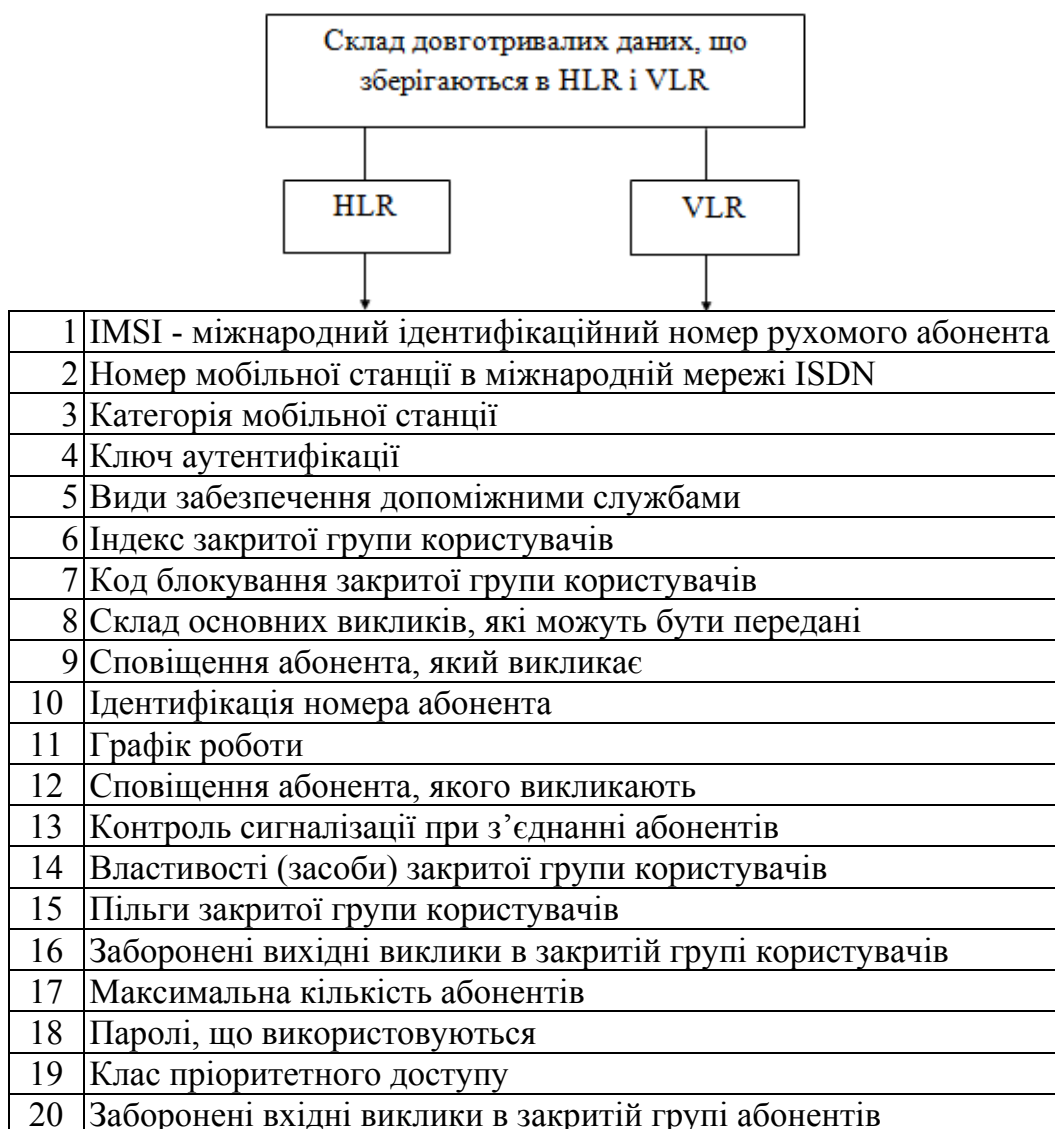 Склад довготривалих даних, що
зберігаються в HLR і VLR
HLR
VLR
1 IMSI - міжнародний ідентифікаційний номер рухомого абонента
2 Номер мобільної станції в міжнародній мережі ISDN
3 Категорія мобільної станції
4 Ключ аутентифікації
5 Види забезпечення допоміжними службами
6 Індекс закритої групи користувачів
7 Код блокування закритої групи користувачів
8 Склад основних викликів, які можуть бути передані
9 Сповіщення абонента, який викликає
10 Ідентифікація номера абонента
11 Графік роботи
12 Сповіщення абонента, якого викликають
13 Контроль сигналізації при з’єднанні абонентів
14 Властивості (засоби) закритої групи користувачів
15 Пільги закритої групи користувачів
16 Заборонені вихідні виклики в закритій групі користувачів
17 Максимальна кількість абонентів
18 Паролі, що використовуються
19 Клас пріоритетного доступу
20 Заборонені вхідні виклики в закритій групі абонентів